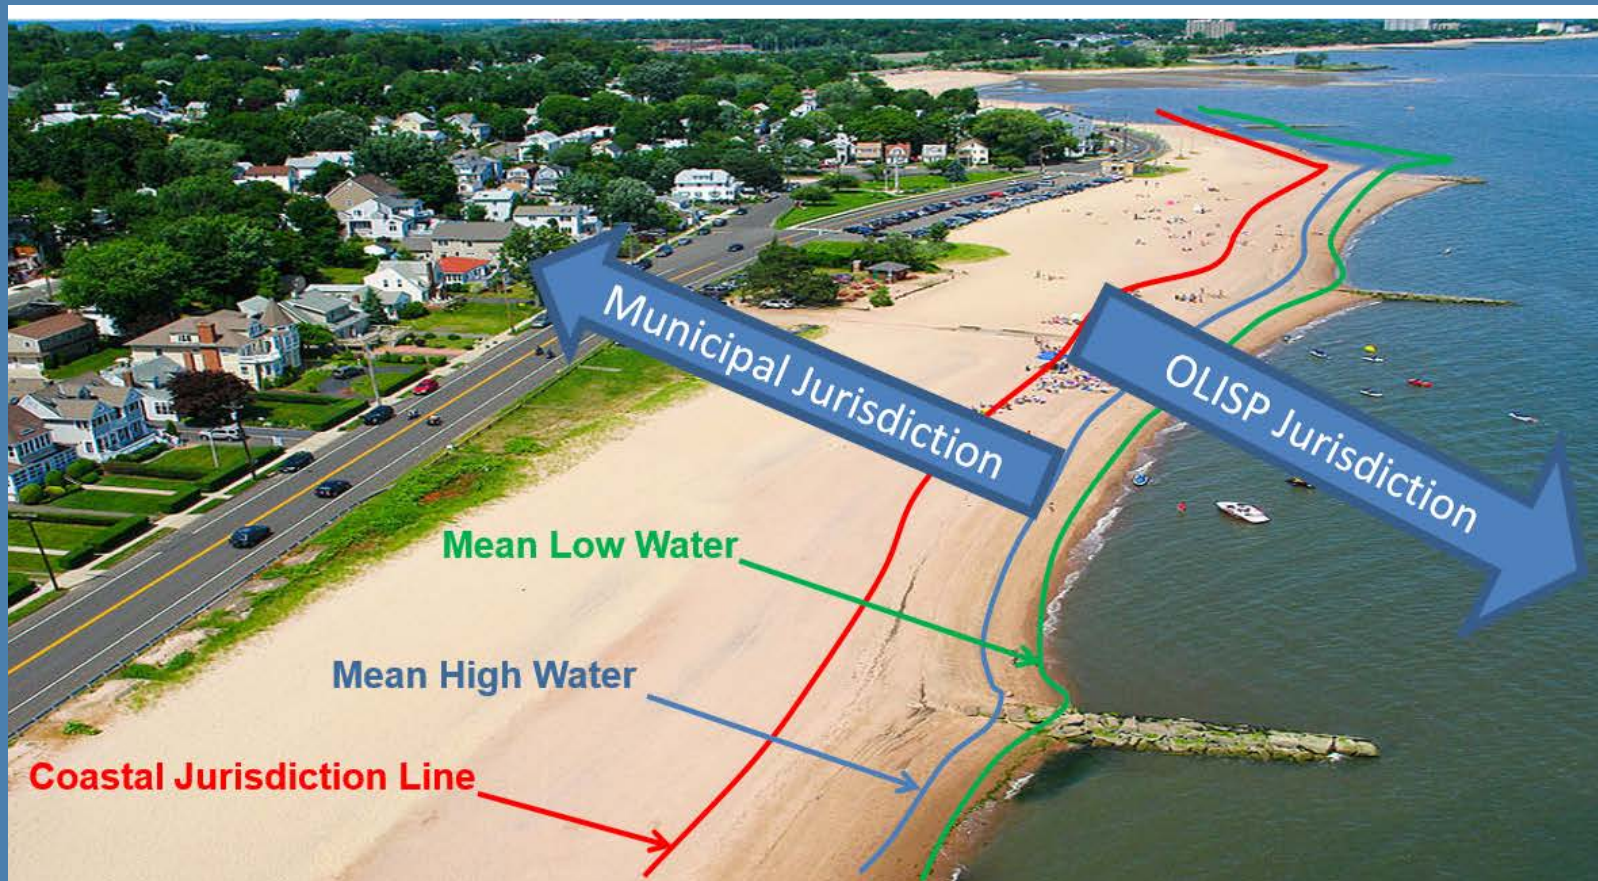 Municipal Jurisdiction
OLISP Jurisdiction
Mean Low Water
Mean High Water
Coastal Jurisdiction Line